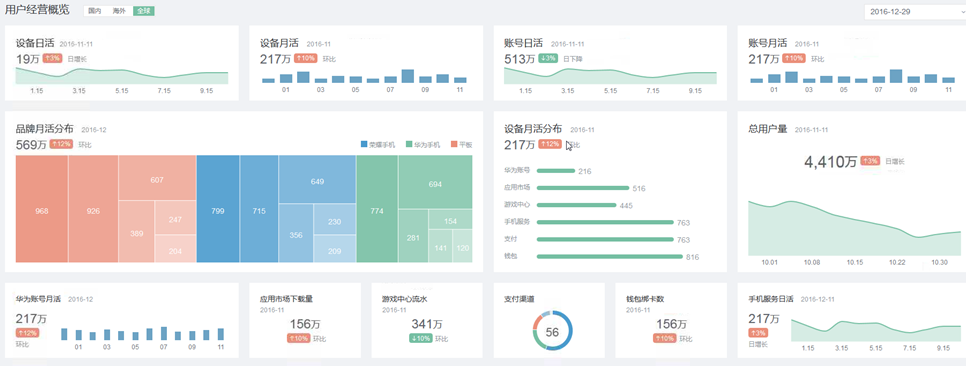 用户经营概览 国内 海外 全球 2016-12-29
设备日活 2016-11-11
19万 ↑3% 日增长
1.15 3.15 5.15 7.15 9.15
设备月活 2016-11
217万 ↑10% 环比
01 03 05 07 09 11
账号日活 2016-11-11
513万 ↓3% 日下降
1.15 3.15 5.15 7.15 9.15
账号月活 2016-11
217万 ↑10% 环比
01 03 05 07 09 11
品牌月活分布 2016-12
569万 ↑12% 环比
荣耀手机 华为手机 平板
968 926 607 389 247 204
799 715 649 356 230 209
774 694 281 154 141 120
设备月活分布 2016-11
217万 ↑12% 环比
华为账号 216
应用市场 516
游戏中心 445
手机服务 763
支付 763
钱包 816
总用户量 2016-11-11
4,410万 ↑3% 日增长
10.01 10.08 10.15 10.22 10.30
华为账号月活 2016-12
217万
↑12%
环比
01 03 05 07 09 11
应用市场下载量
2016-11
156万
↑10% 环比
游戏中心流水
2016-11
341万
↓10% 环比
支付渠道
56
钱包绑卡数
2016-11
156万
↑10% 环比
手机服务日活 2016-12-11
217万
↑3%
日增长
1.15 3.15 5.15 7.15 9.15